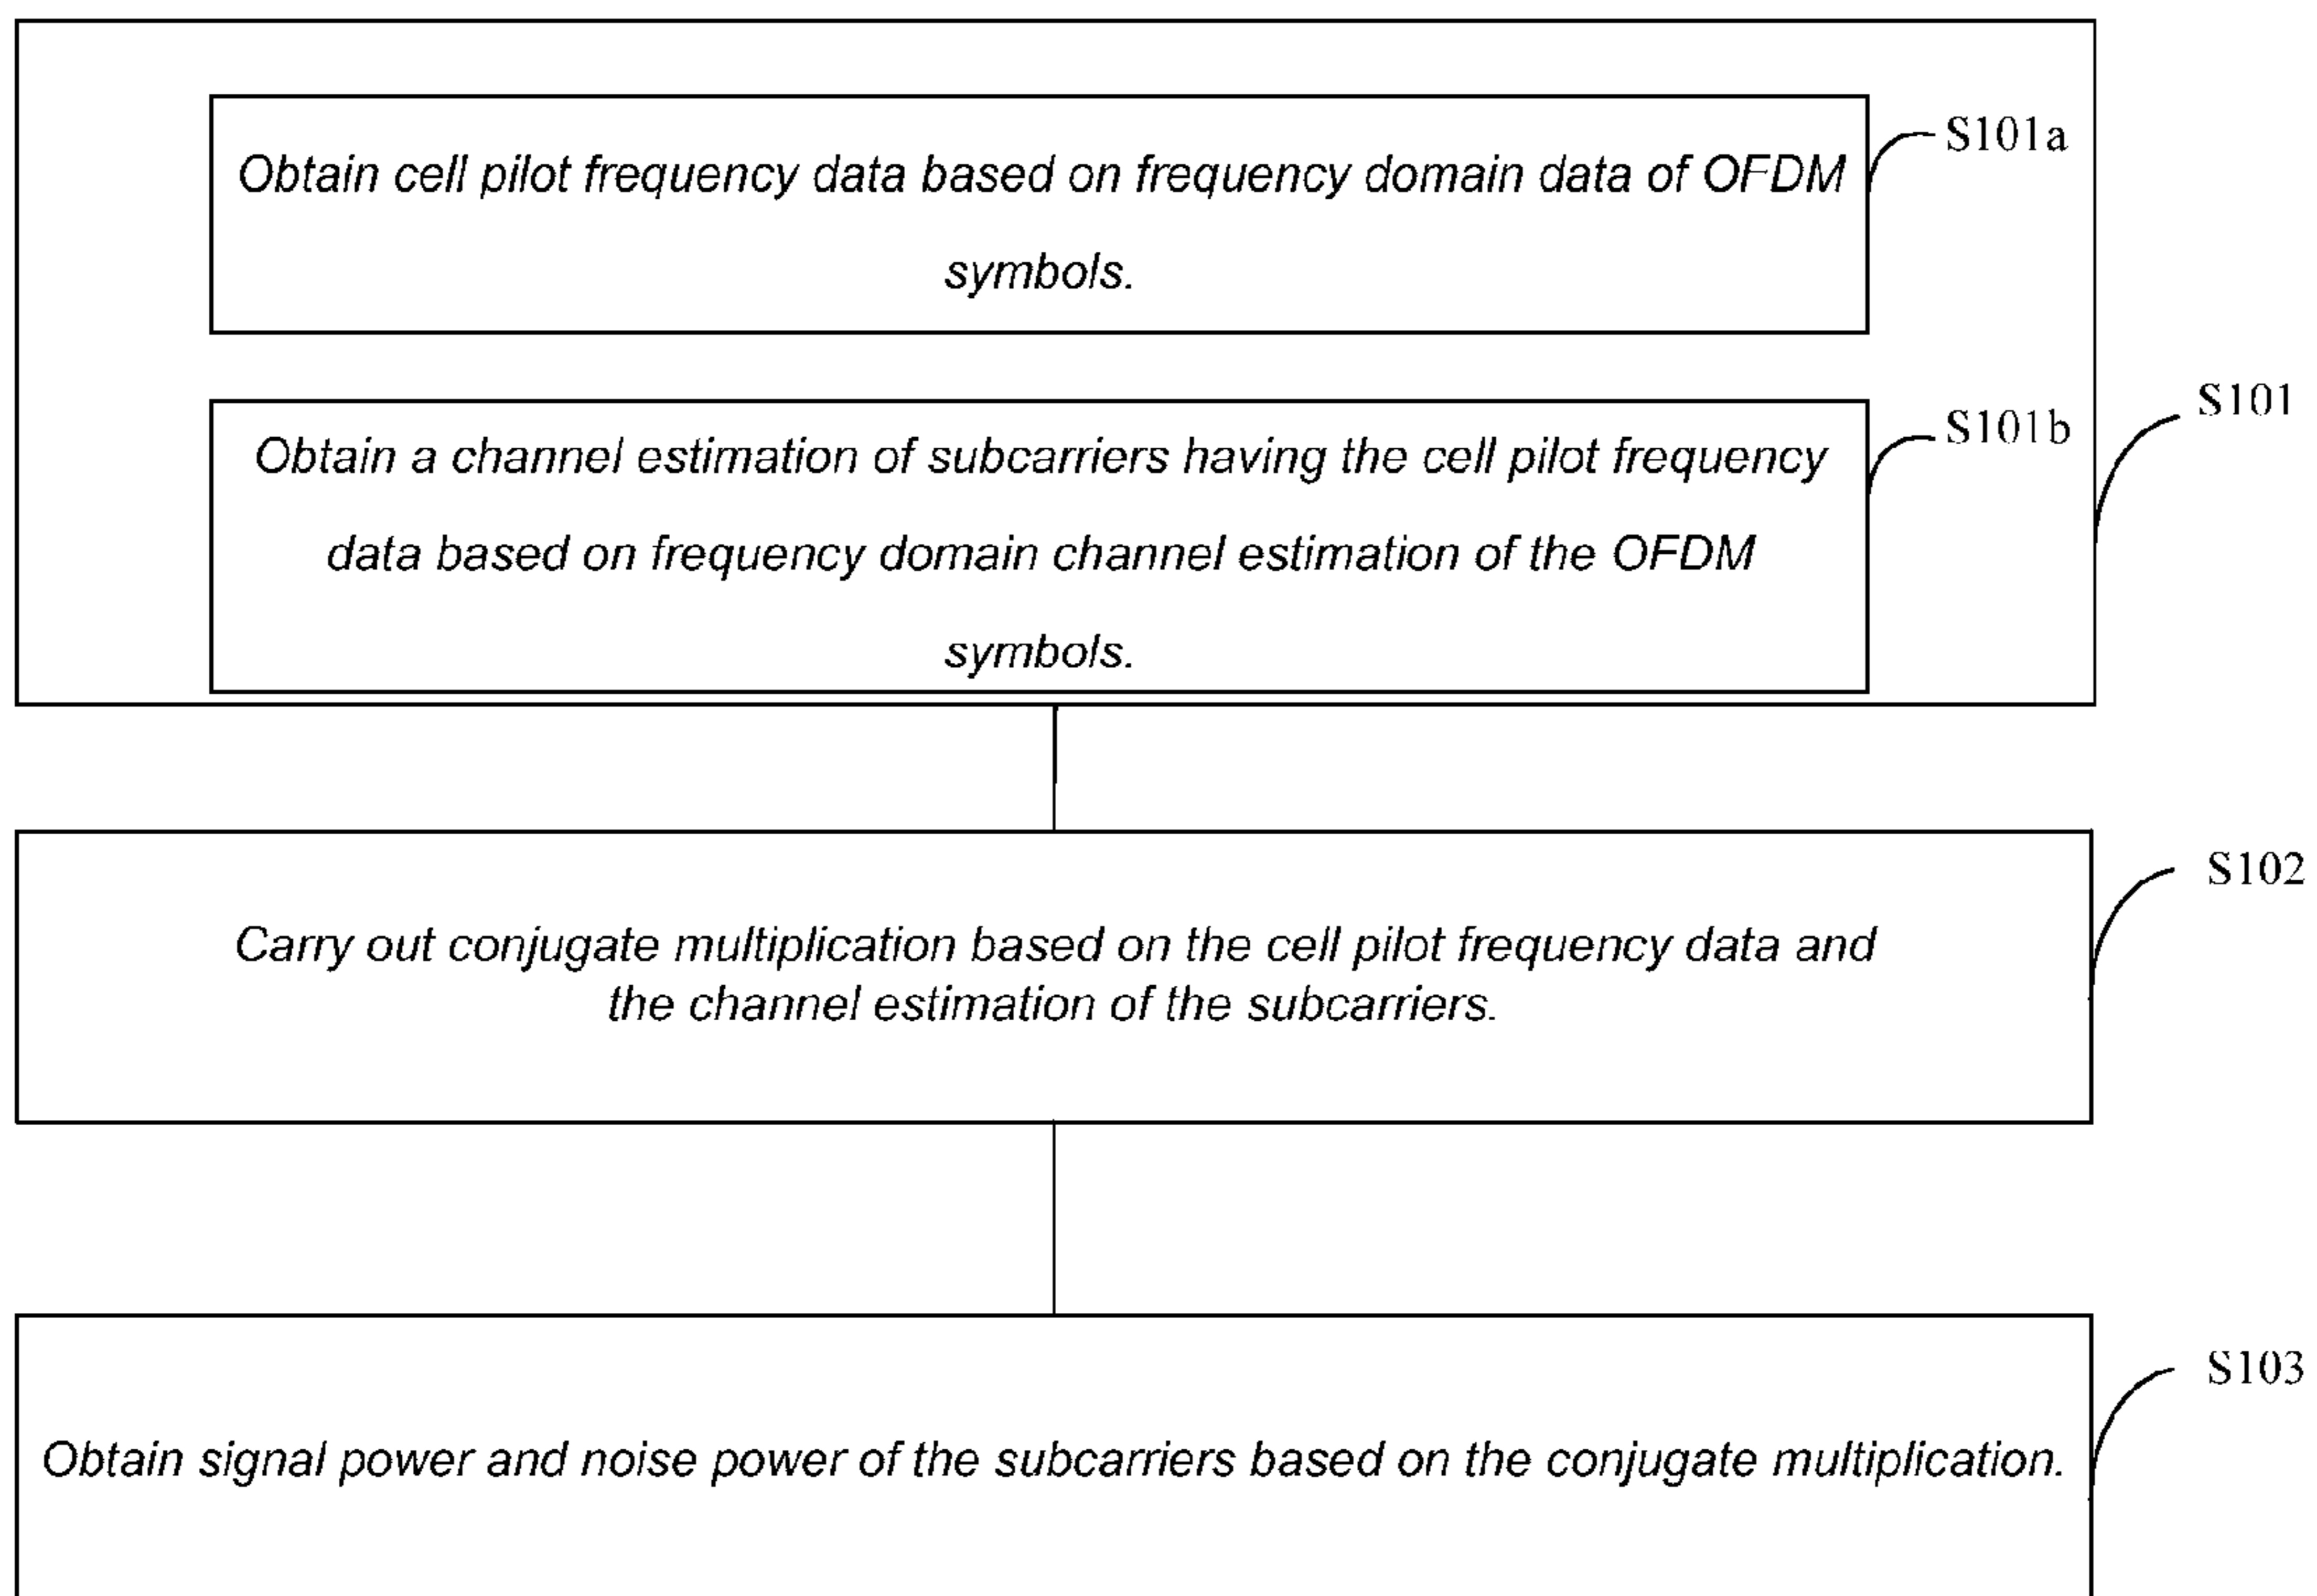 Obtain cell pilot frequency data based on frequency domain data of OFDM
symbols.
S101a
Obtain a channel estimation of subcarriers having the cell pilot frequency
data based on frequency domain channel estimation of the OFDM
symbols.
S101b
S101
Carry out conjugate multiplication based on the cell pilot frequency data and
the channel estimation of the subcarriers.
S102
Obtain signal power and noise power of the subcarriers based on the conjugate multiplication.
S103